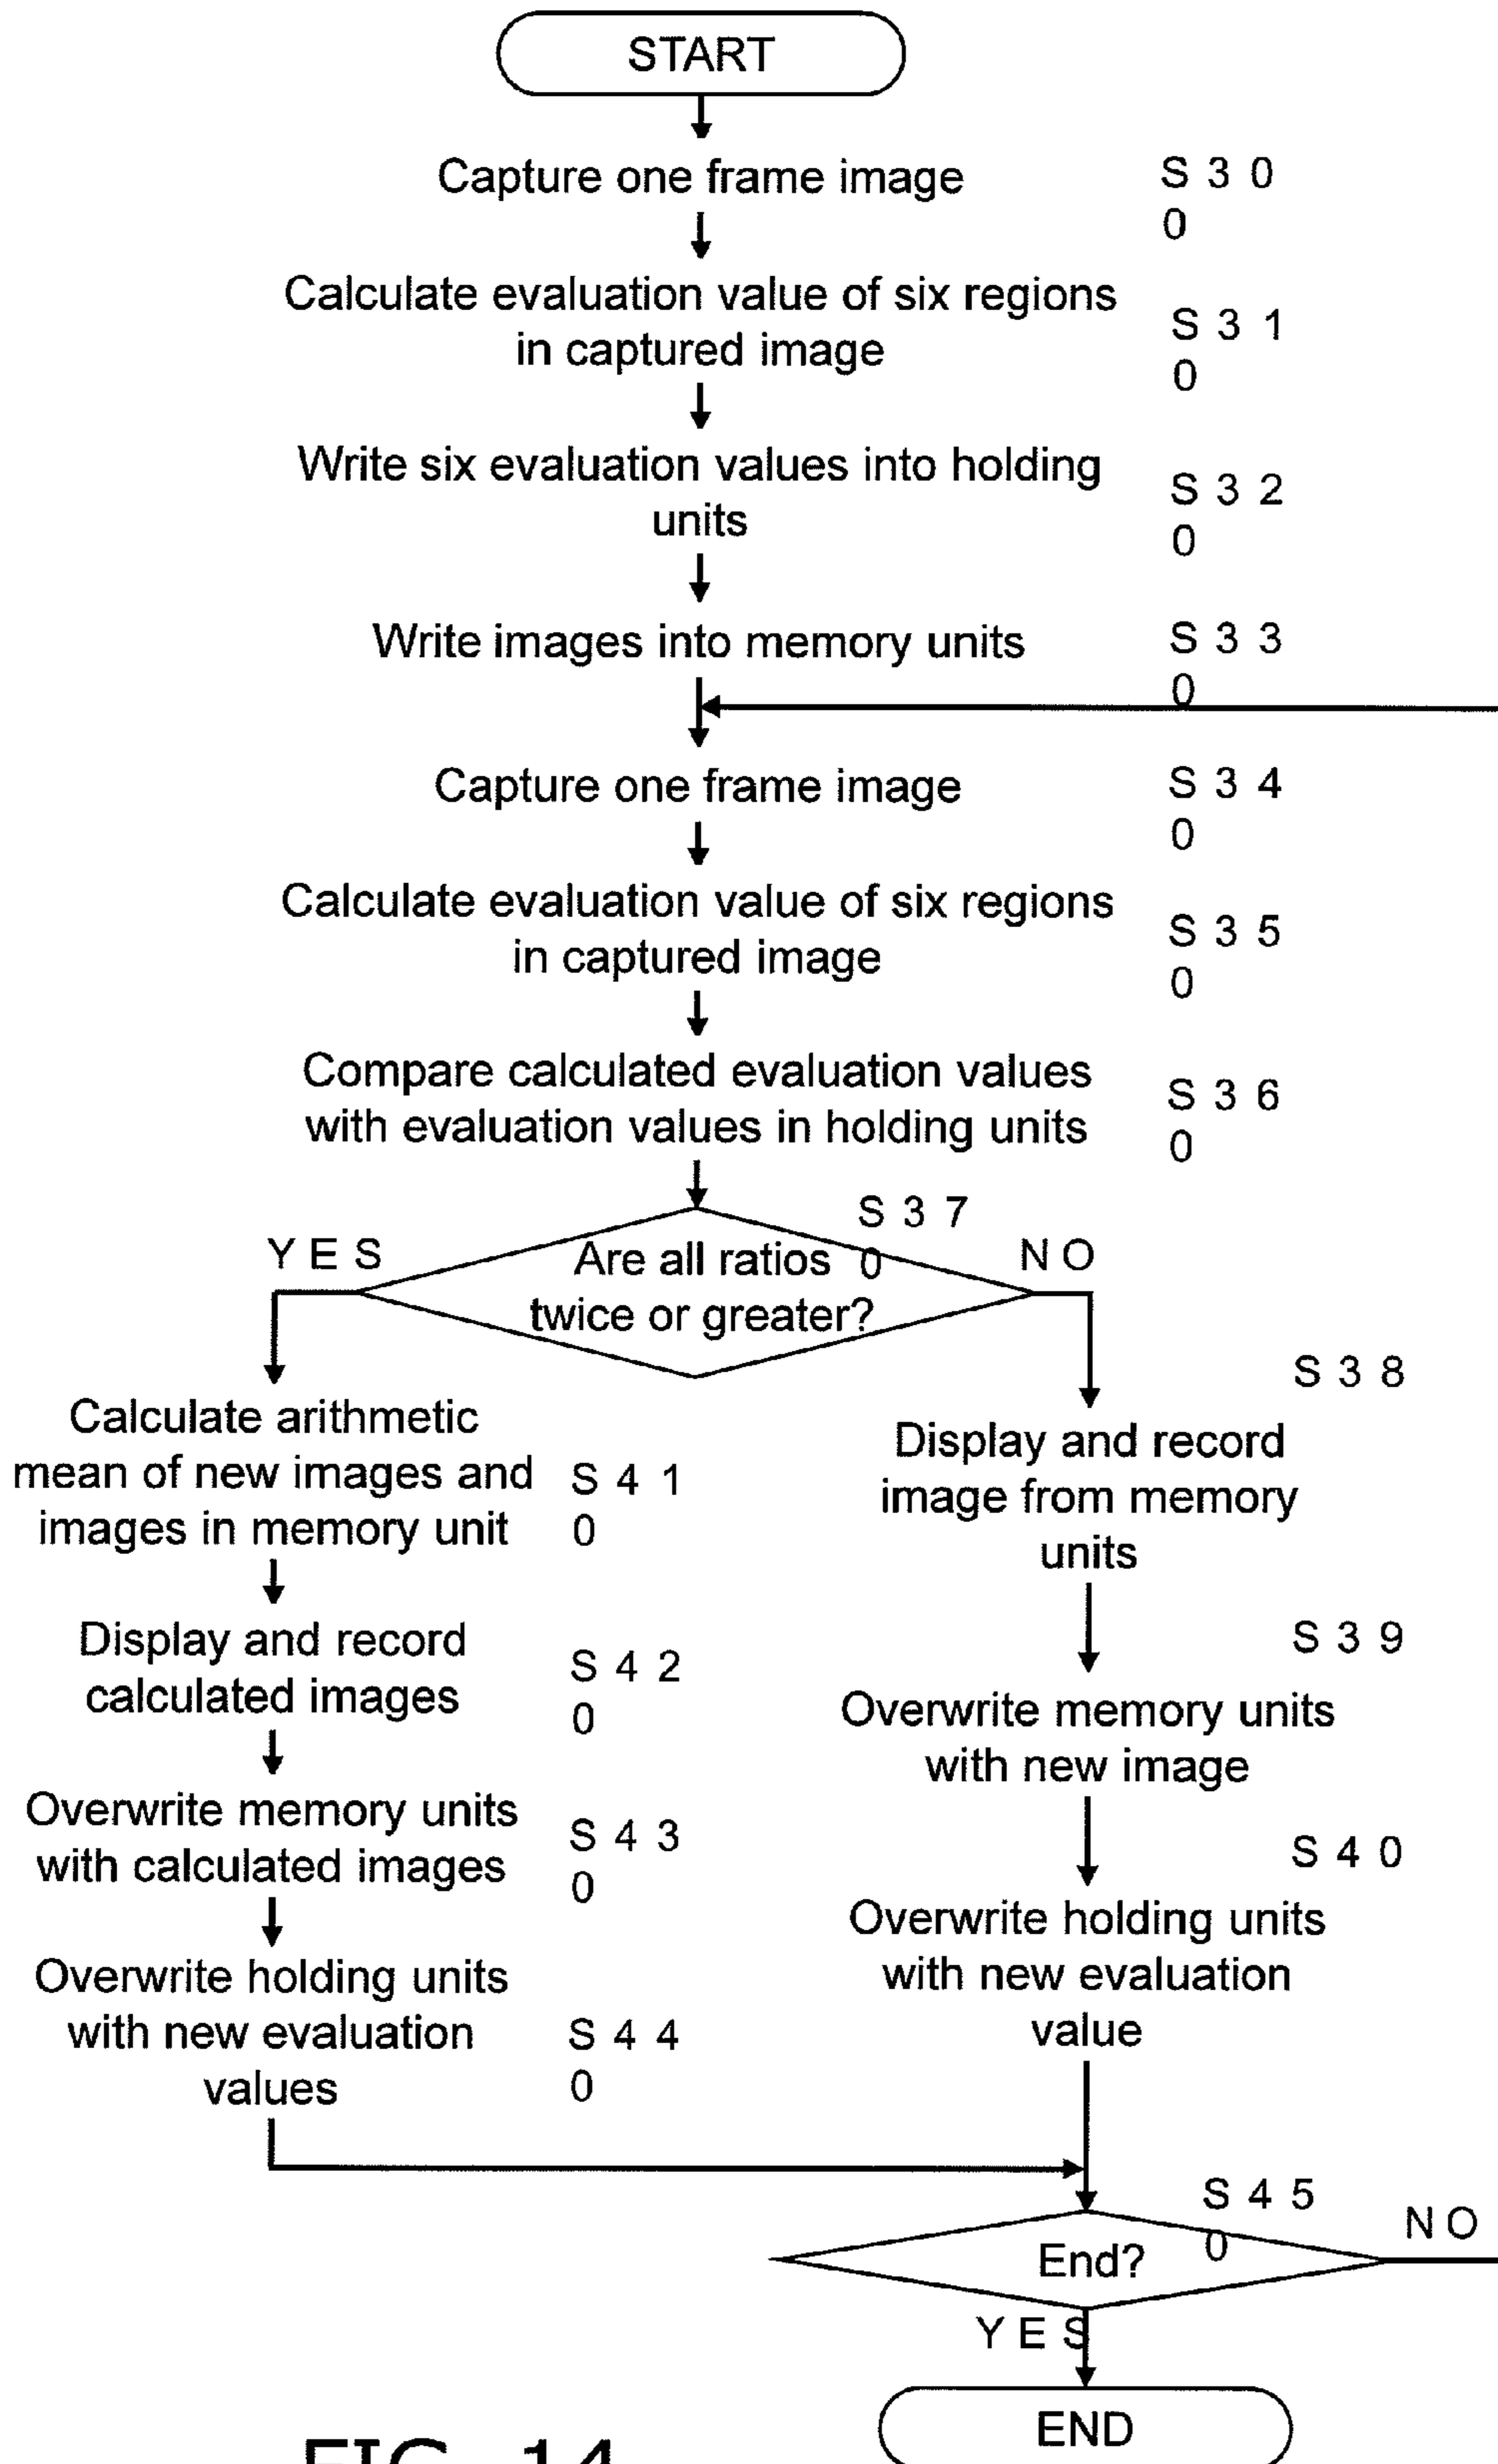 START
Capture one frame image
S 3 0
0
Calculate evaluation value of six regions
in captured image
S 3 1
0
Write six evaluation values into holding
units
S 3 2
0
Write images into memory units
S 3 3
0
Capture one frame image
S 3 4
0
Calculate evaluation value of six regions
in captured image
S 3 5
0
Compare calculated evaluation values
with evaluation values in holding units
S 3 6
0
S 3 7
0
YES
Are all ratios
twice or greater?
NO
Calculate arithmetic
mean of new images and
images in memory unit
S 4 1
0
Display and record
calculated images
S 4 2
0
Overwrite memory units
with calculated images
S 4 3
0
Overwrite holding units
with new evaluation
values
S 4 4
0
S 3 8
Display and record
image from memory
units
S 3 9
Overwrite memory units
with new image
S 4 0
Overwrite holding units
with new evaluation
value
S 4 5
0
End?
NO
YES
END
FIG. 14